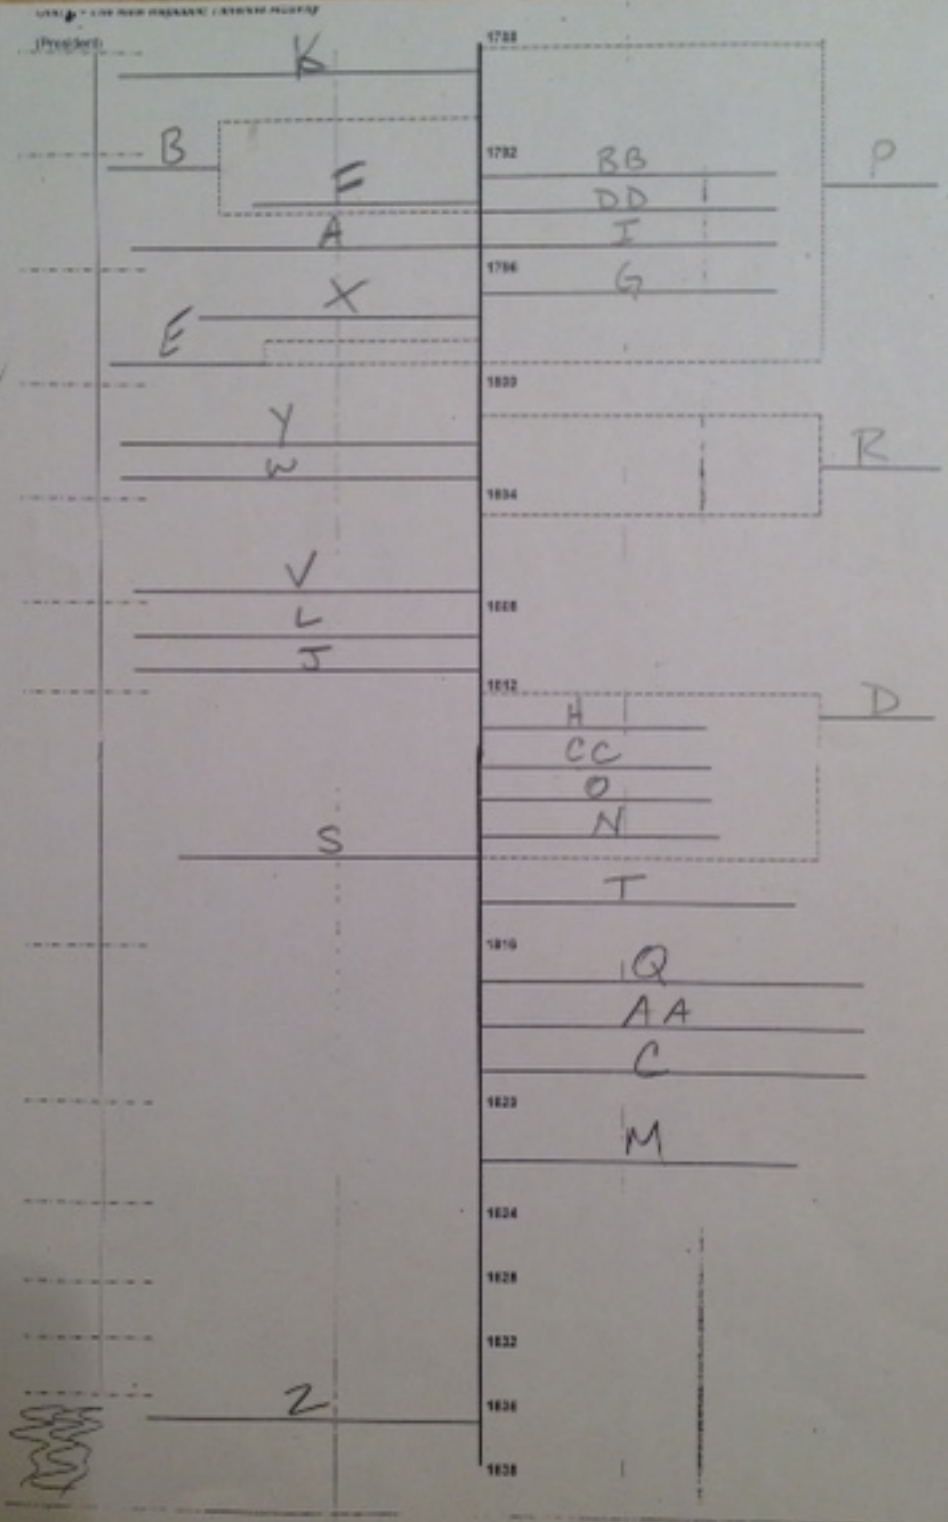 (President)
1788
K
B
1792
BB
P
F
DD
A
I
1796
G
X
E
1800
Y
R
W
1804
V
1808
L
J
1812
D
H
CC
O
N
S
T
1816
Q
AA
C
1820
M
1824
1828
1832
Z
1836
1838